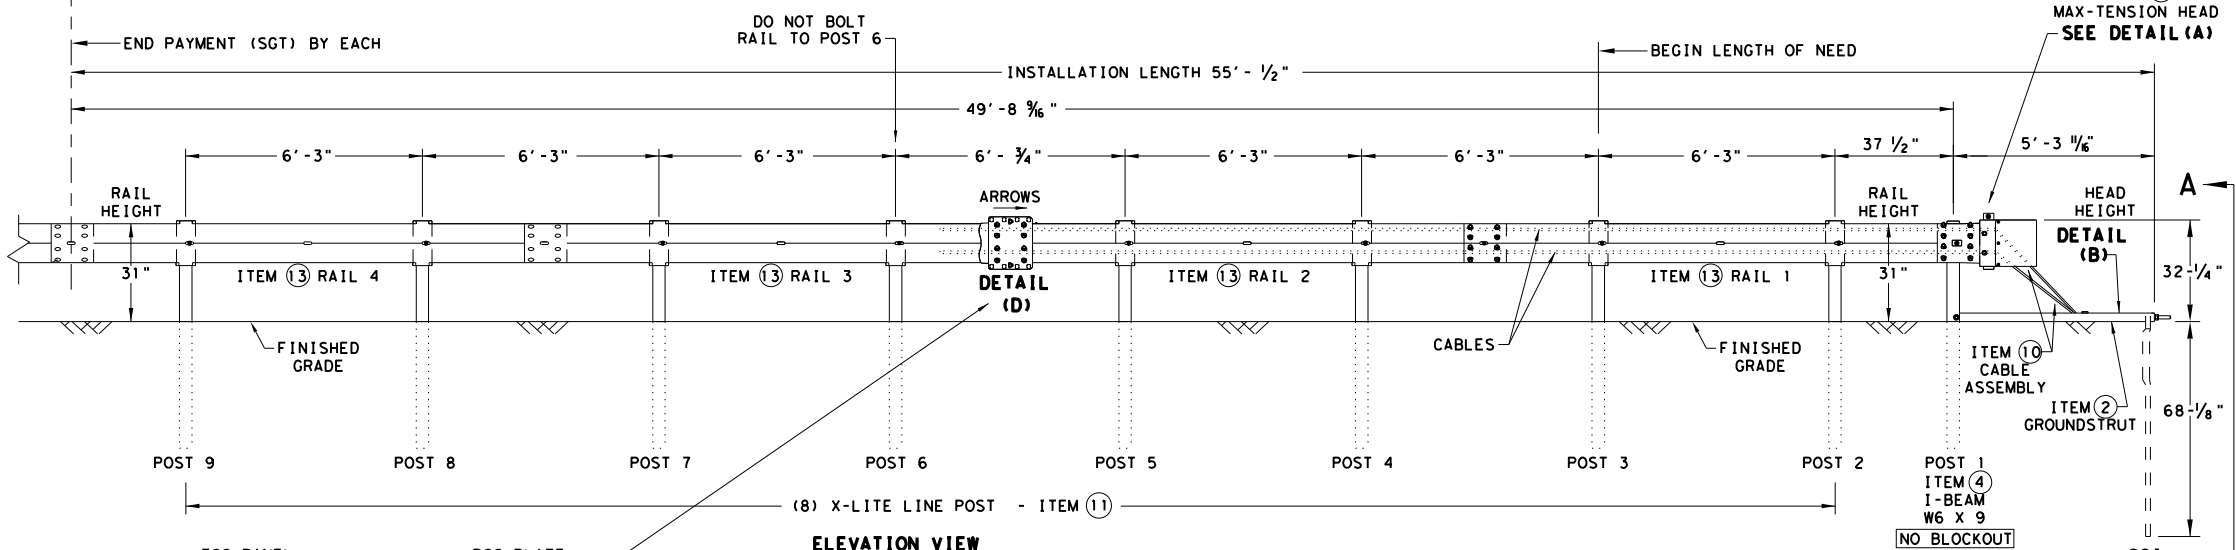 MAX-TENSION HEAD
SEE DETAIL (A)
DO NOT BOLT
RAIL TO POST 6
END PAYMENT (SGT) BY EACH
BEGIN LENGTH OF NEED
INSTALLATION LENGTH 55'- 1/2"
49'-8 9/16"
6'-3"
6'-3"
6'-3"
6'- 3/4"
6'-3"
6'-3"
6'-3"
37 1/2"
5'-3 11/16"
RAIL
HEIGHT
ARROWS
RAIL
HEIGHT
HEAD
HEIGHT
A
DETAIL
(B)
31"
ITEM 13 RAIL 4
ITEM 13 RAIL 3
DETAIL
(D)
ITEM 13 RAIL 2
ITEM 13 RAIL 1
31"
32-1/4"
FINISHED
GRADE
CABLES
FINISHED
GRADE
ITEM 10
CABLE
ASSEMBLY
ITEM 2
GROUNDSTRUT
68-1/8"
POST 9
POST 8
POST 7
POST 6
POST 5
POST 4
POST 3
POST 2
POST 1
ITEM 4
I-BEAM
W6 X 9
NO BLOCKOUT
(8) X-LITE LINE POST - ITEM 11
ELEVATION VIEW